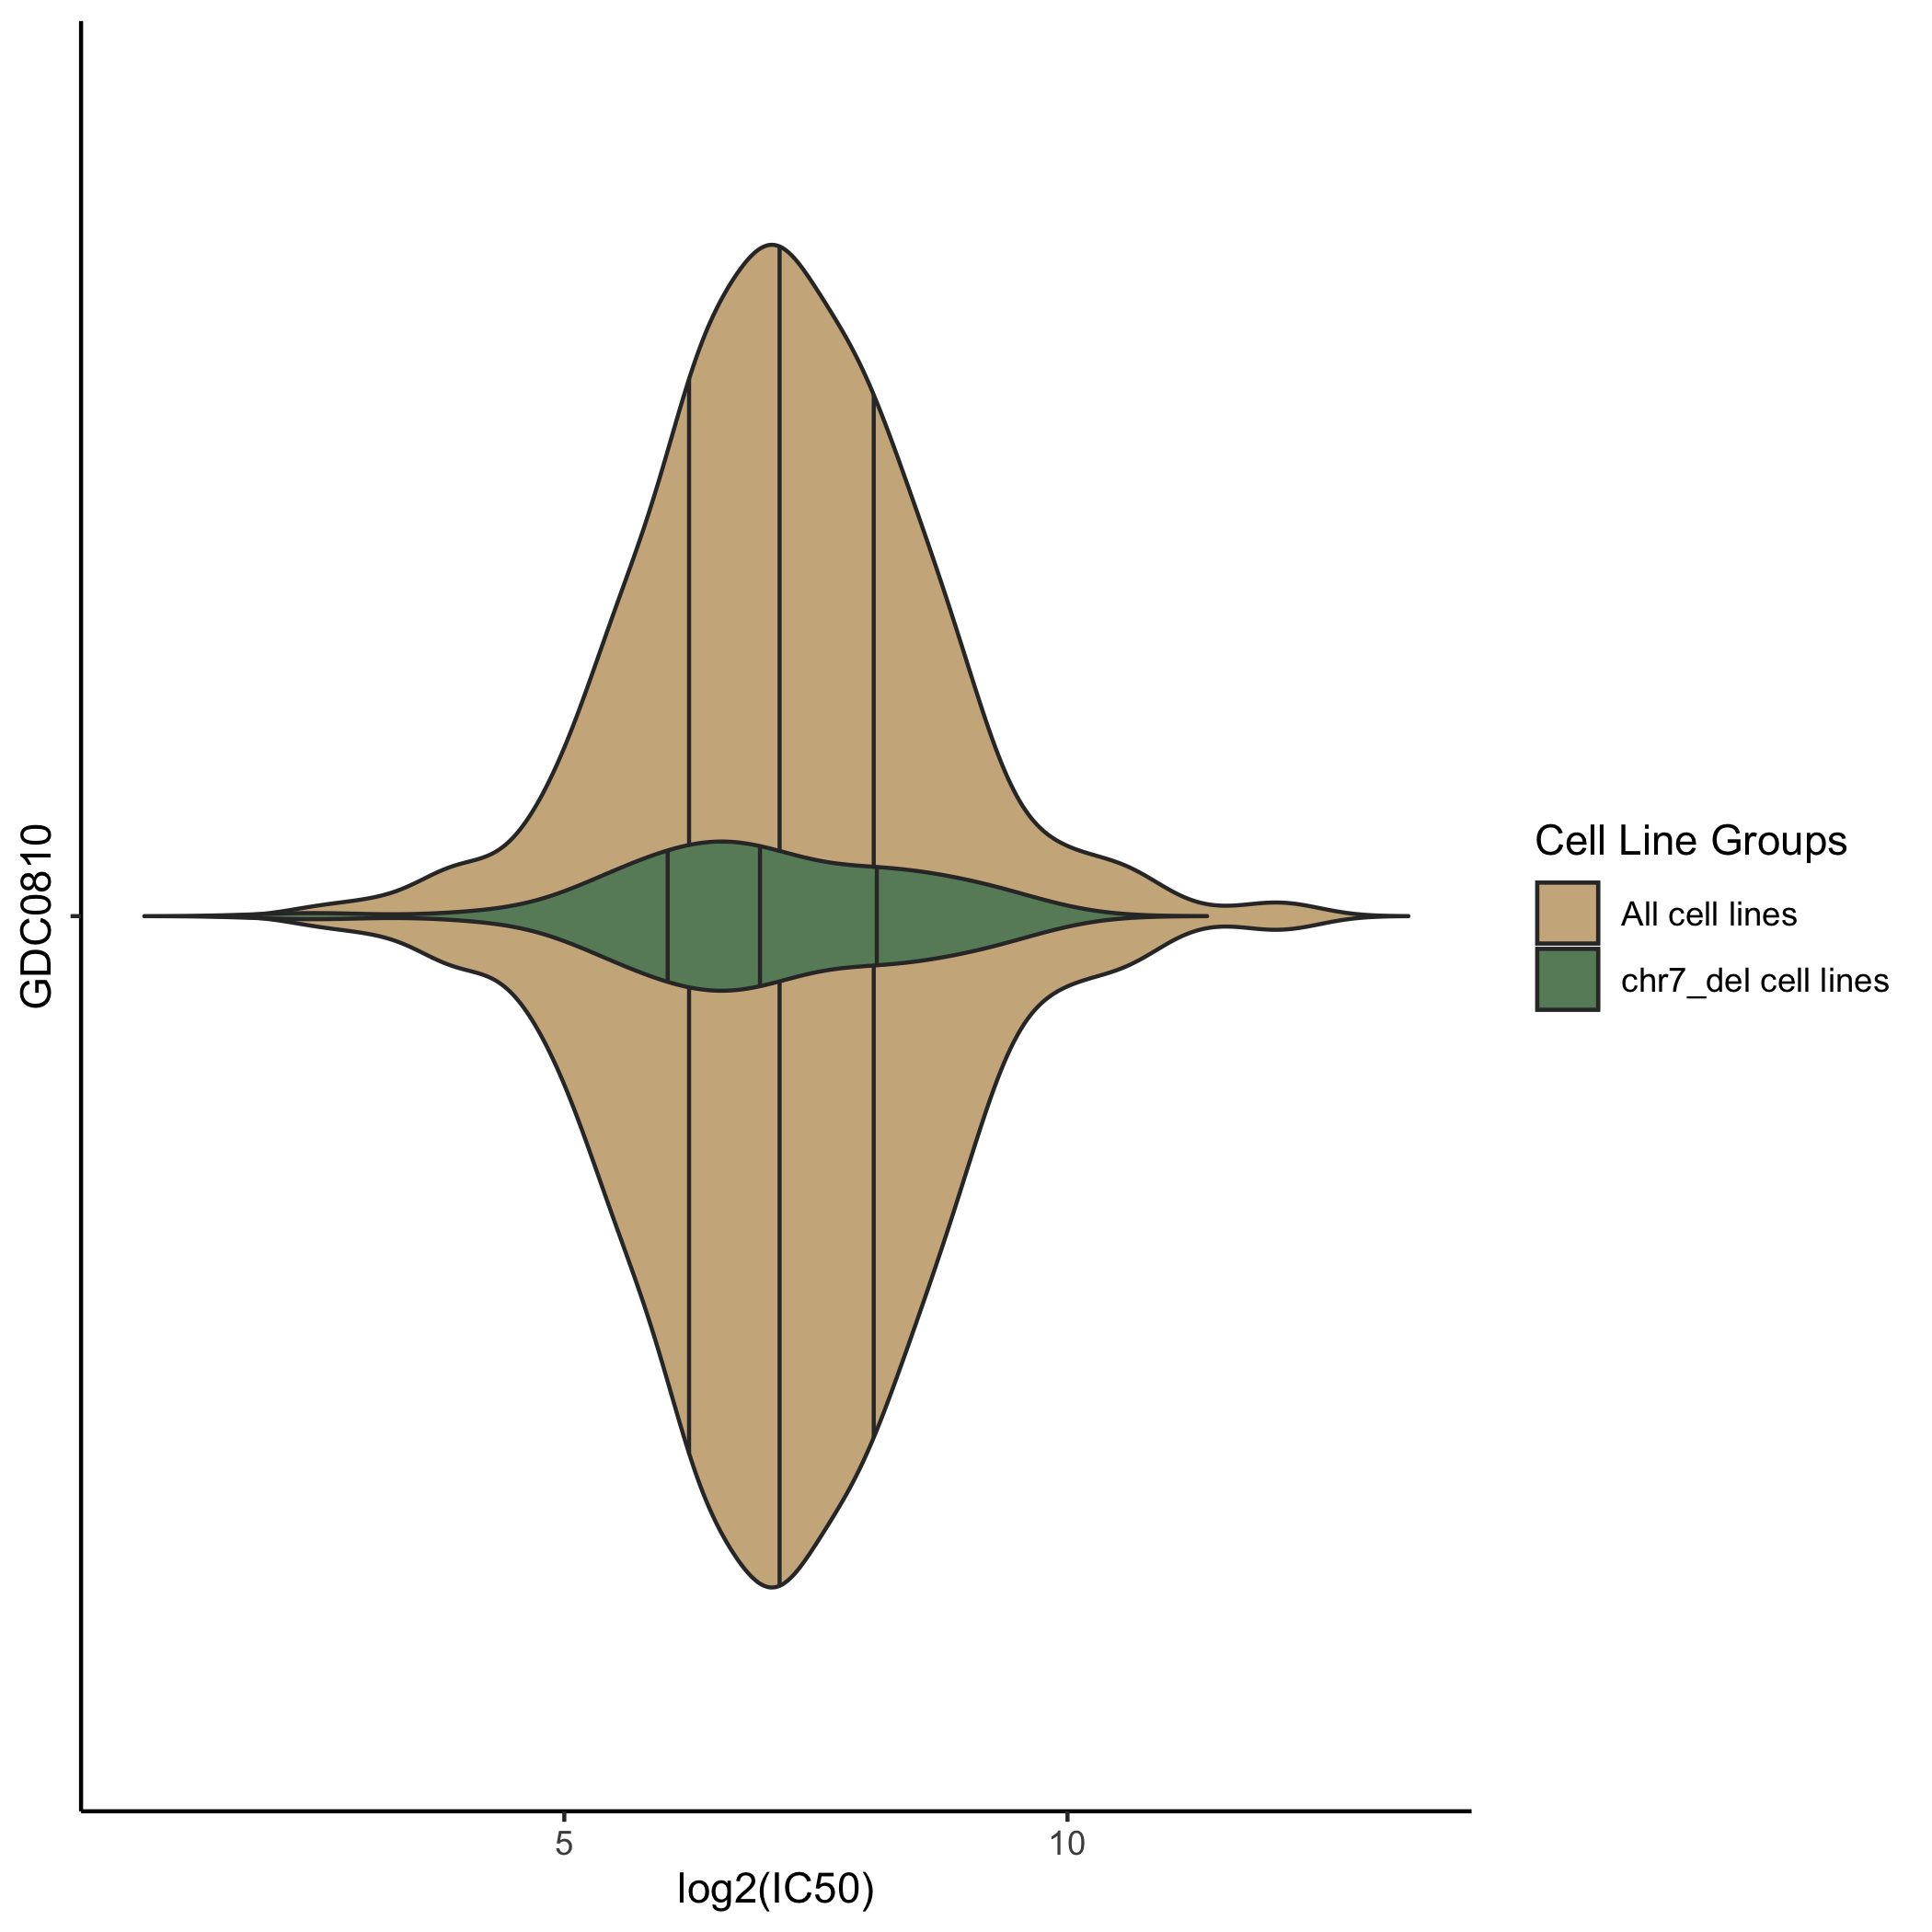 GDC0810
Cell Line Groups
All cell lines
chr7_del cell lines
5
10
log2(IC50)